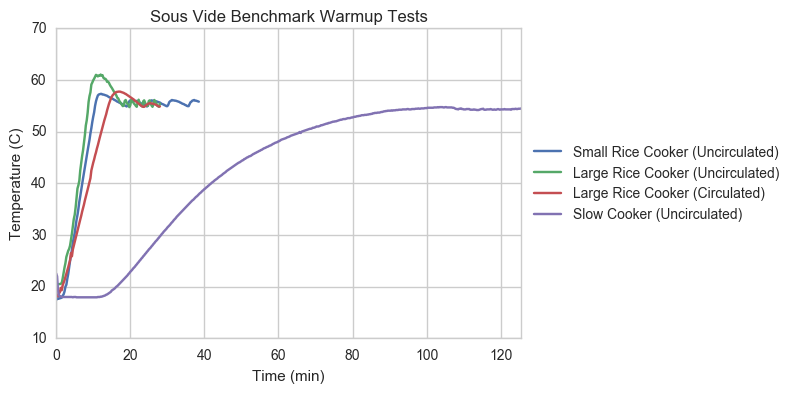 Sous Vide Benchmark Warmup Tests
70
60
50
40
30
20
10
Temperature (C)
0
20
40
60
80
100
120
Time (min)
Small Rice Cooker (Uncirculated)
Large Rice Cooker (Uncirculated)
Large Rice Cooker (Circulated)
Slow Cooker (Uncirculated)